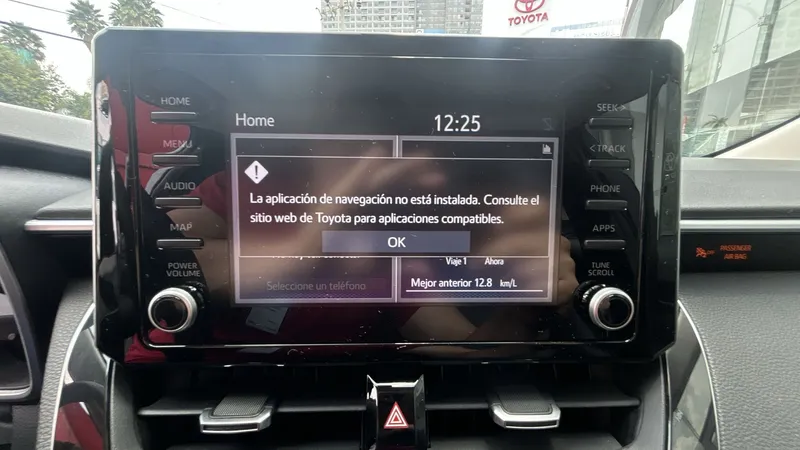 TOYOTA
HOME
MENU
AUDIO
MAP
POWER
VOLUME
Home
12:25
La aplicación de navegación no está instalada. Consulte el
sitio web de Toyota para aplicaciones compatibles.
OK
Viaje 1 Ahora
Seleccione un teléfono
Mejor anterior 12.8 km/L
SEEK>
<TRACK
PHONE
APPS
TUNE
SCROLL
PASSENGER
AIR BAG